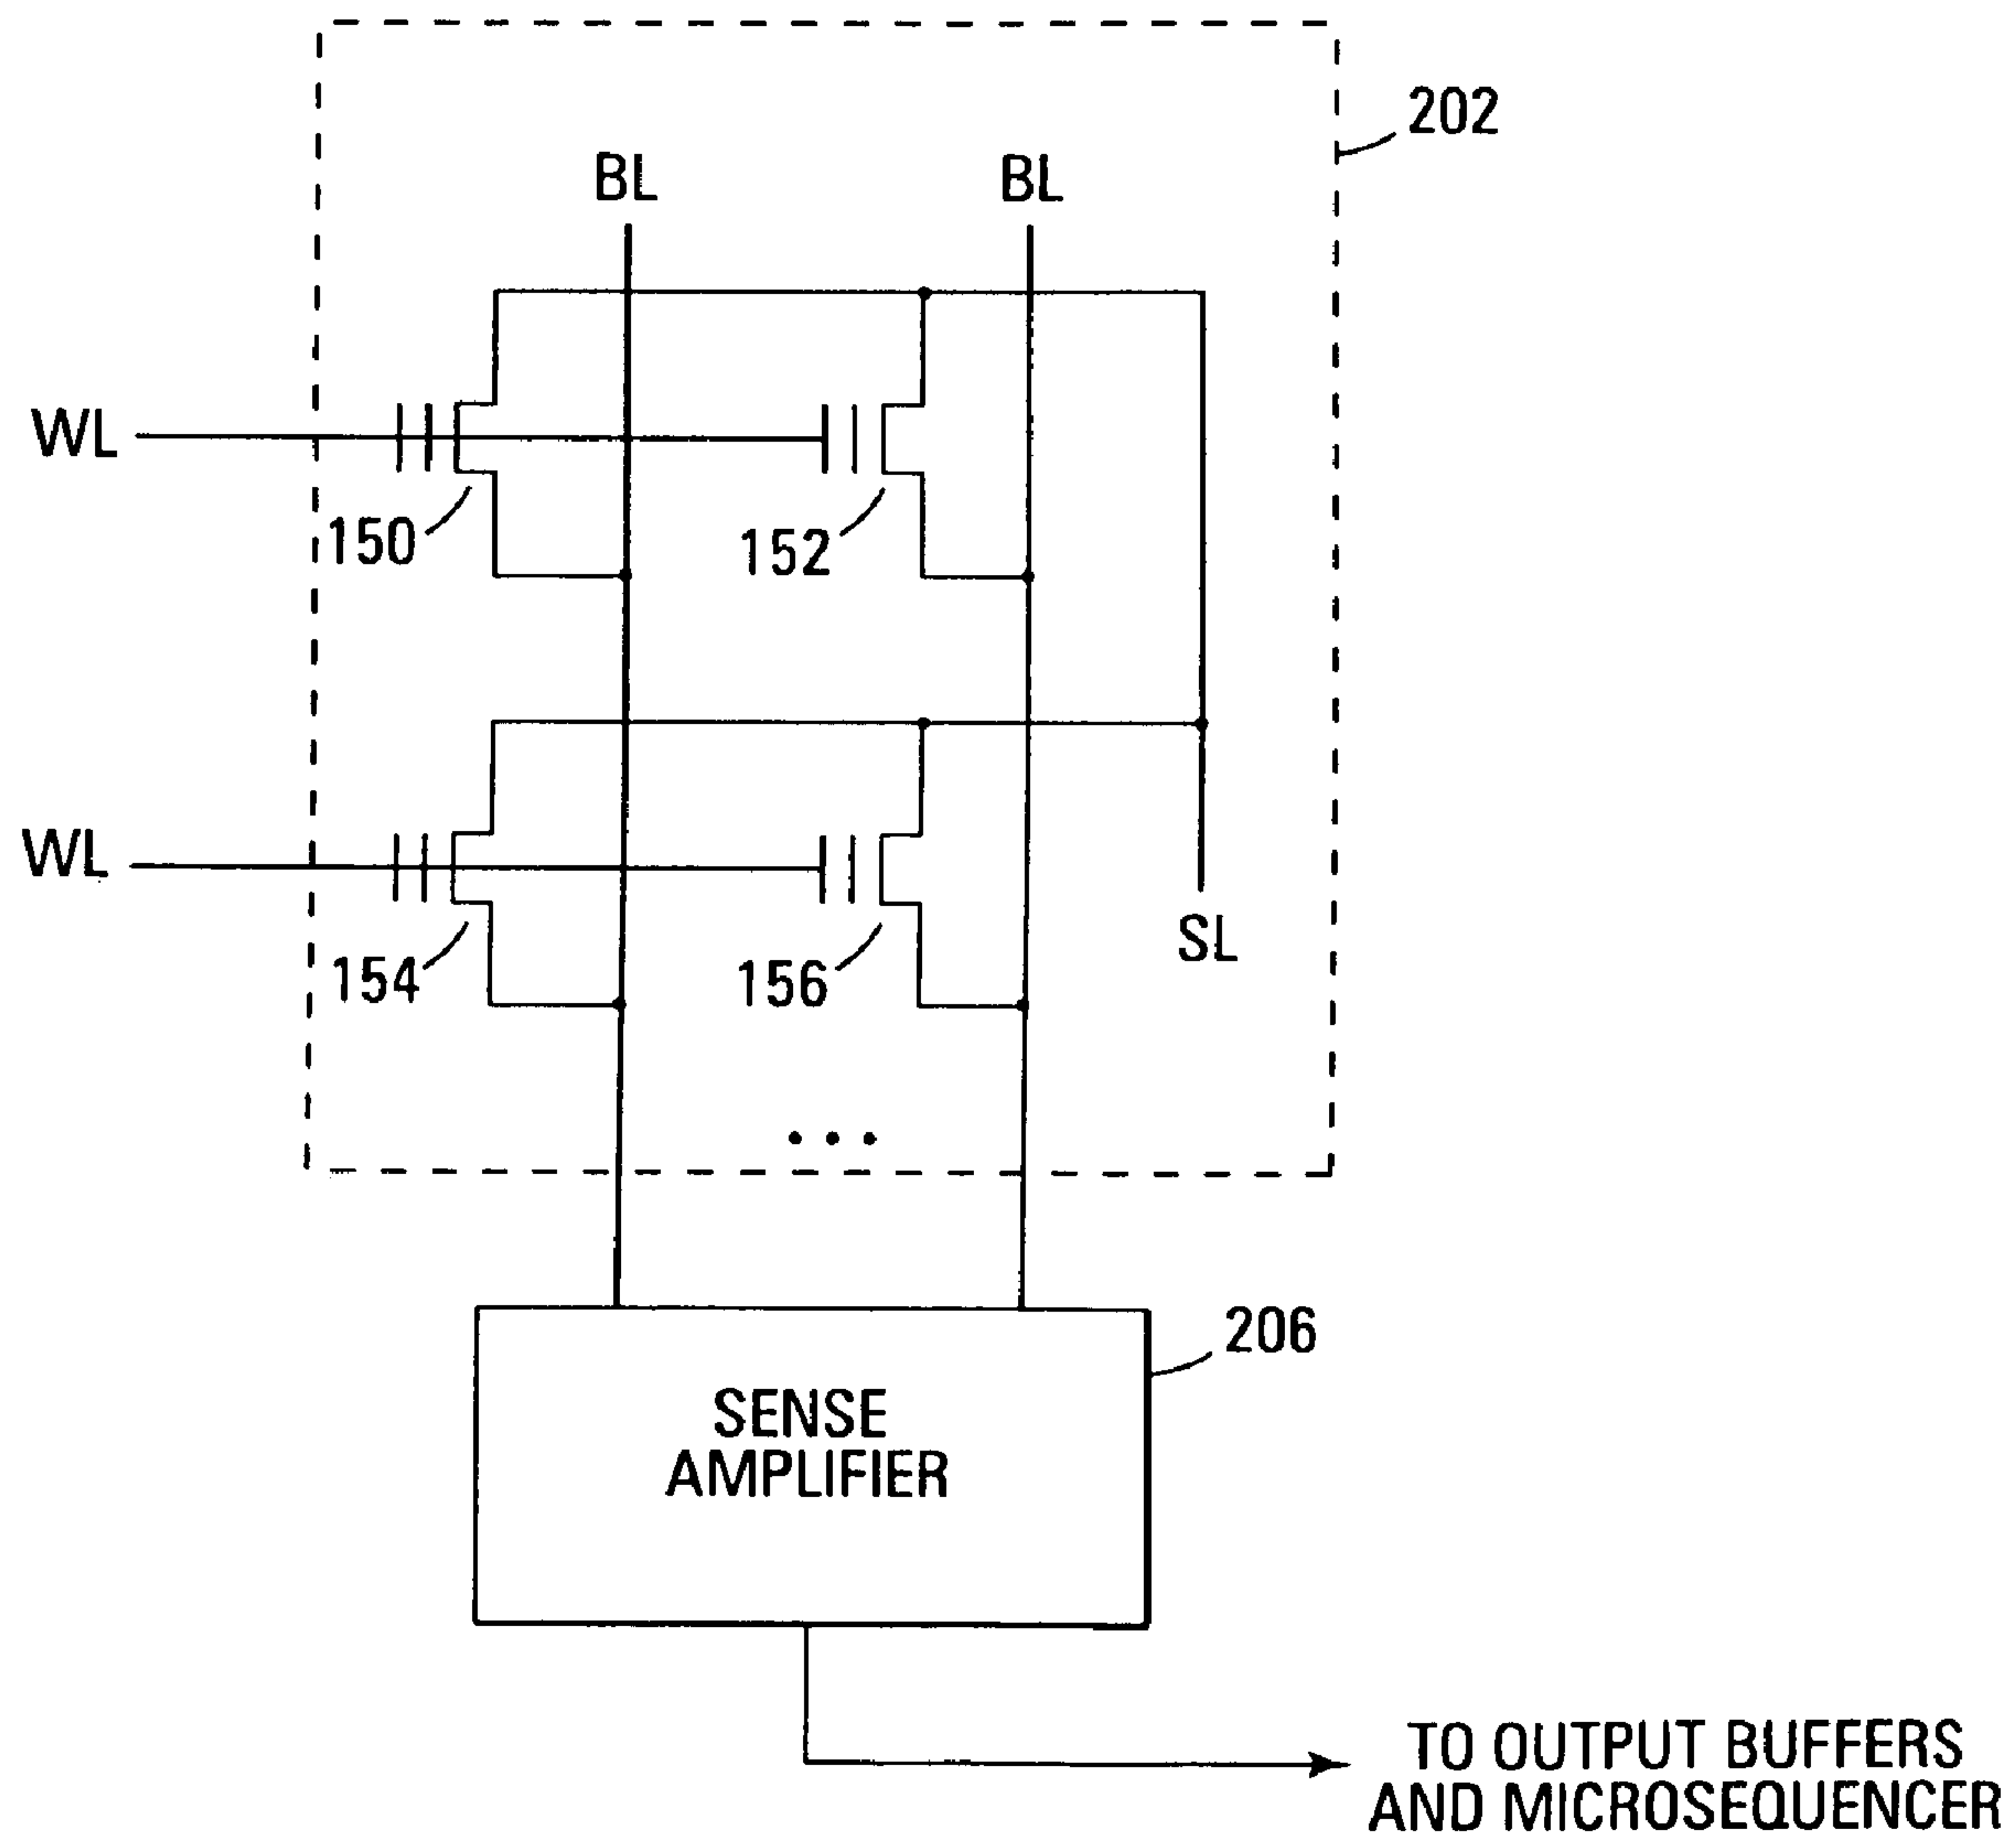 202
BL BL
WL
150 152
WL
154 156 SL
206
SENSE
AMPLIFIER
TO OUTPUT BUFFERS
AND MICROSEQUENCER